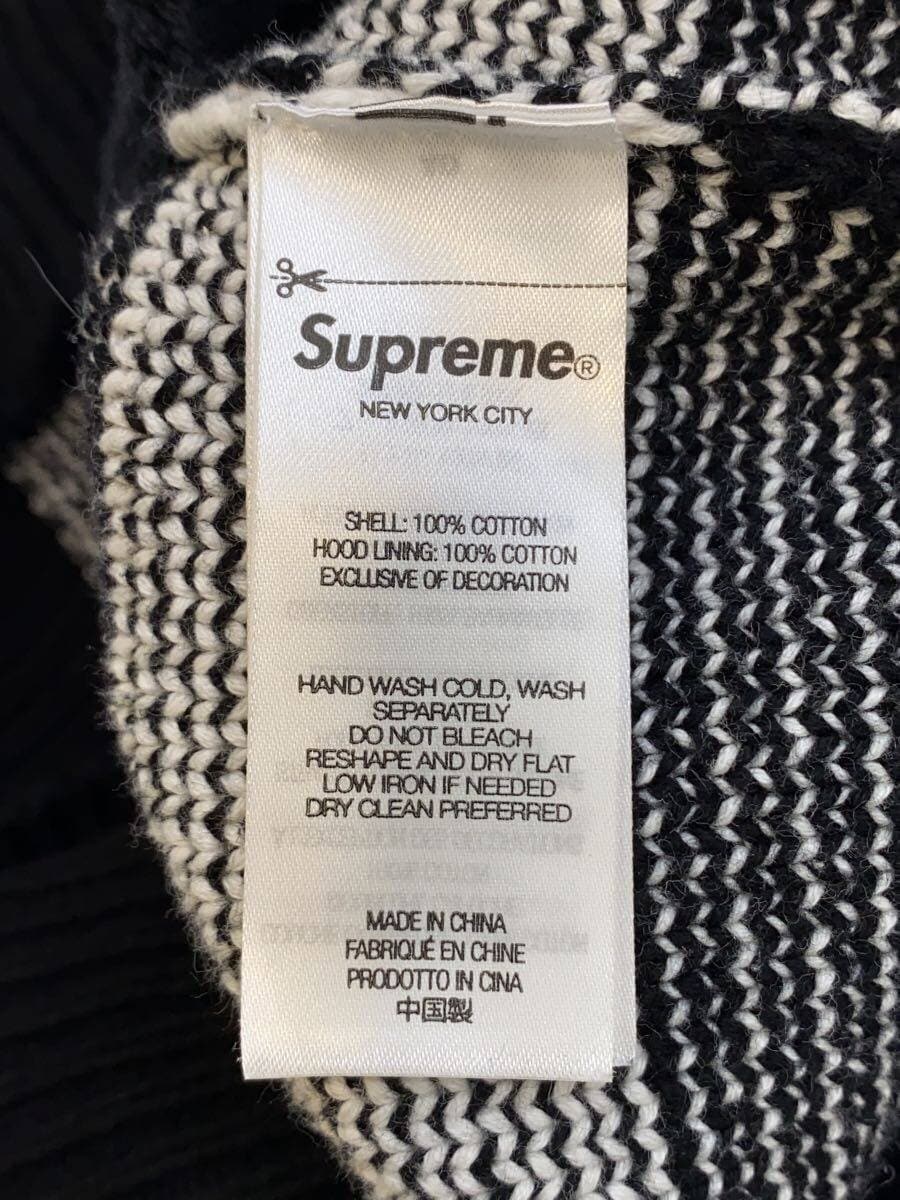 Supreme®
NEW YORK CITY
SHELL: 100% COTTON
HOOD LINING: 100% COTTON
EXCLUSIVE OF DECORATION
HAND WASH COLD, WASH
SEPARATELY
DO NOT BLEACH
RESHAPE AND DRY FLAT
LOW IRON IF NEEDED
DRY CLEAN PREFERRED
MADE IN CHINA
FABRIQUÉ EN CHINE
PRODOTTO IN CINA
中国製